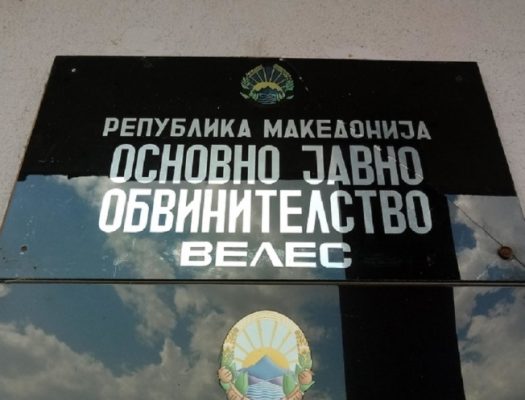 РЕПУБЛИКА МАКЕДОНИЈА
ОСНОВНО ЈАВНО
ОБВИНИТЕЛСТВО
ВЕЛЕС